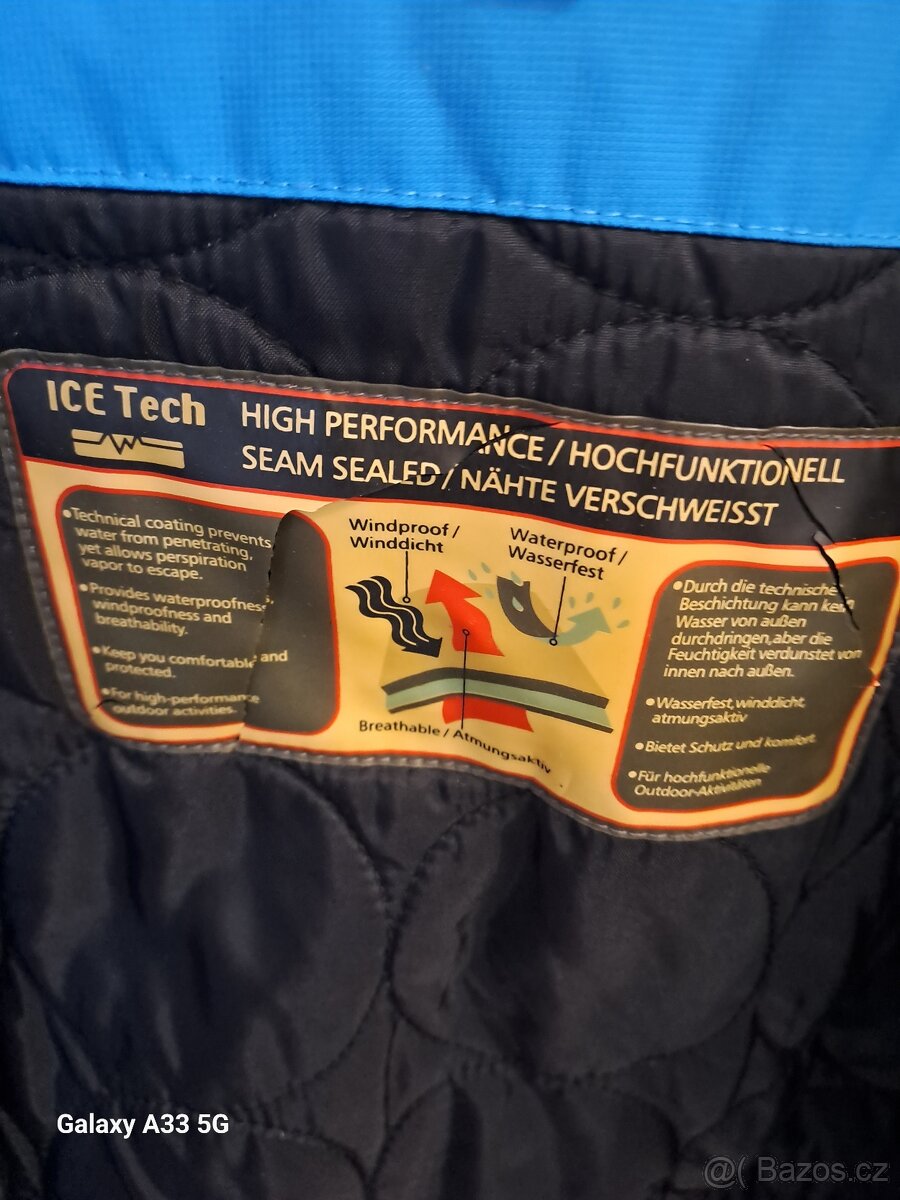 ICE Tech
HIGH PERFORMANCE / HOCHFUNKTIONELL
SEAM SEALED / NÄHTE VERSCHWEISST
•Technical coating prevents
water from penetrating,
yet allows perspiration
vapor to escape.
•Provides waterproofness,
windproofness and
breathability.
•Keep you comfortable and
protected.
•For high-performance
outdoor activities.
Windproof /
Winddicht
Waterproof /
Wasserfest
Breathable / Atmungsaktiv
•Durch die technische
Beschichtung kann kein
Wasser von außen
durchdringen,aber die
Feuchtigkeit verdunstet von
innen nach außen.
•Wasserfest,winddicht,
atmungsaktiv
•Bietet Schutz und komfort.
•Für hochfunktionelle
Outdoor-Aktivitäten
Galaxy A33 5G
@( Bazos.cz